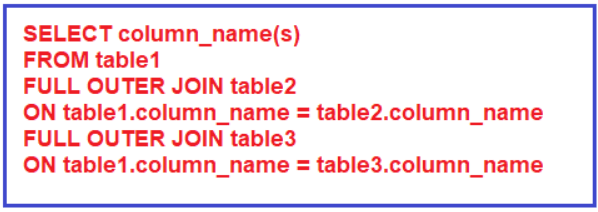 SELECT column_name(s)
FROM table1
FULL OUTER JOIN table2
ON table1.column_name = table2.column_name
FULL OUTER JOIN table3
ON table1.column_name = table3.column_name